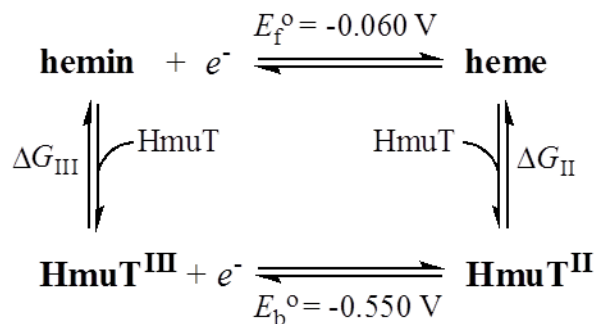 E_f° = -0.060 V
hemin + e⁻ heme
ΔG_III HmuT HmuT ΔG_II
HmuT^III + e⁻ HmuT^II
E_b° = -0.550 V